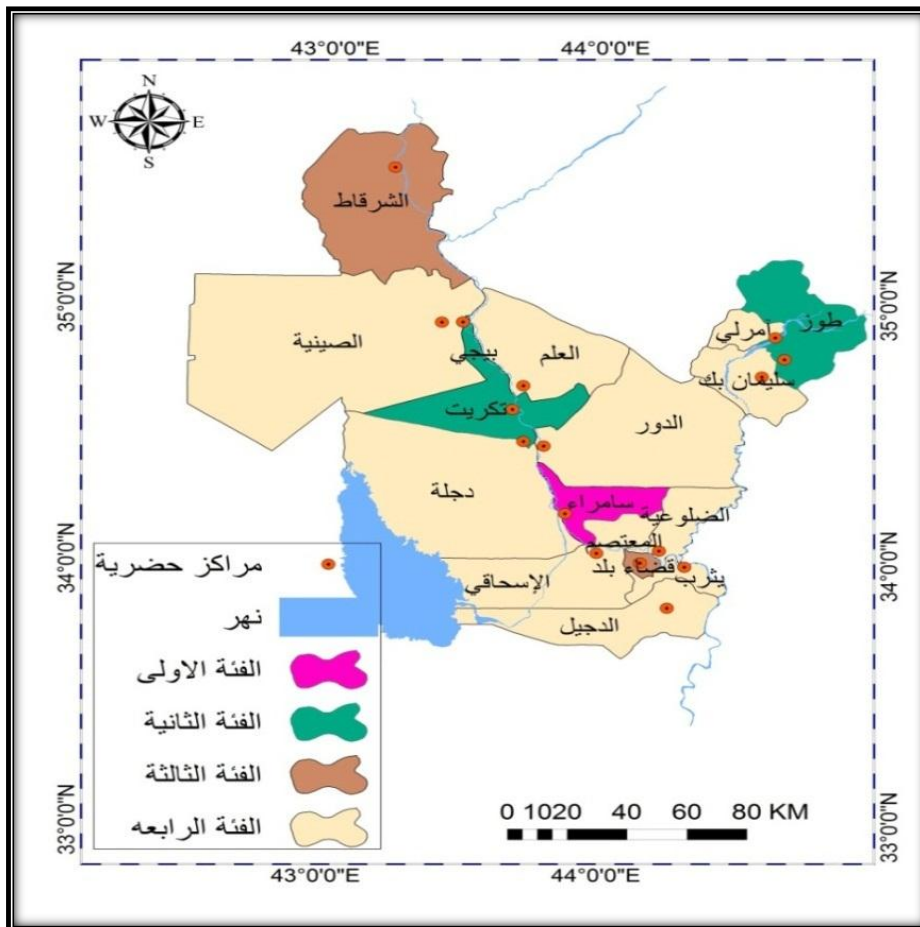 43°0'0"E 44°0'0"E
N
W E
S
الشرقاط
35°0'0"N 35°0'0"N
طوز
أمرلي
الصينية
بيجي
العلم
سليمان بك
تكريت
الدور
دجلة
سامراء
الضلوعية
المعتصم
34°0'0"N 34°0'0"N
قضاء بلد
يثرب
الإسحاقي
الدجيل
مراكز حضرية
نهر
الفئة الاولى
الفئة الثانية
الفئة الثالثة
الفئة الرابعه
33°0'0"N 33°0'0"N
0 10 20 40 60 80 KM
43°0'0"E 44°0'0"E